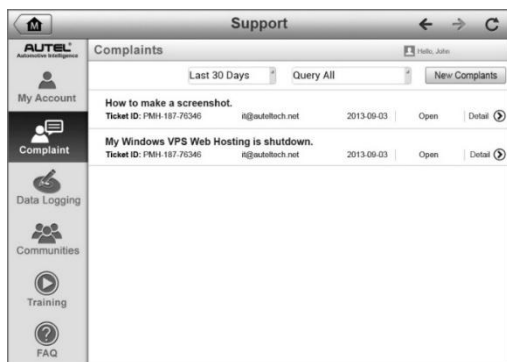 M
Support
AUTEL
Automotive Intelligence
Complaints
Hello, John
Last 30 Days
Query All
New Complants
My Account
How to make a screenshot.
Ticket ID: PMH-187-76346 it@auteltech.net 2013-09-03 Open Detail
Complaint
My Windows VPS Web Hosting is shutdown.
Ticket ID: PMH-187-76346 it@auteltech.net 2013-09-03 Open Detail
Data Logging
Communities
Training
?
FAQ